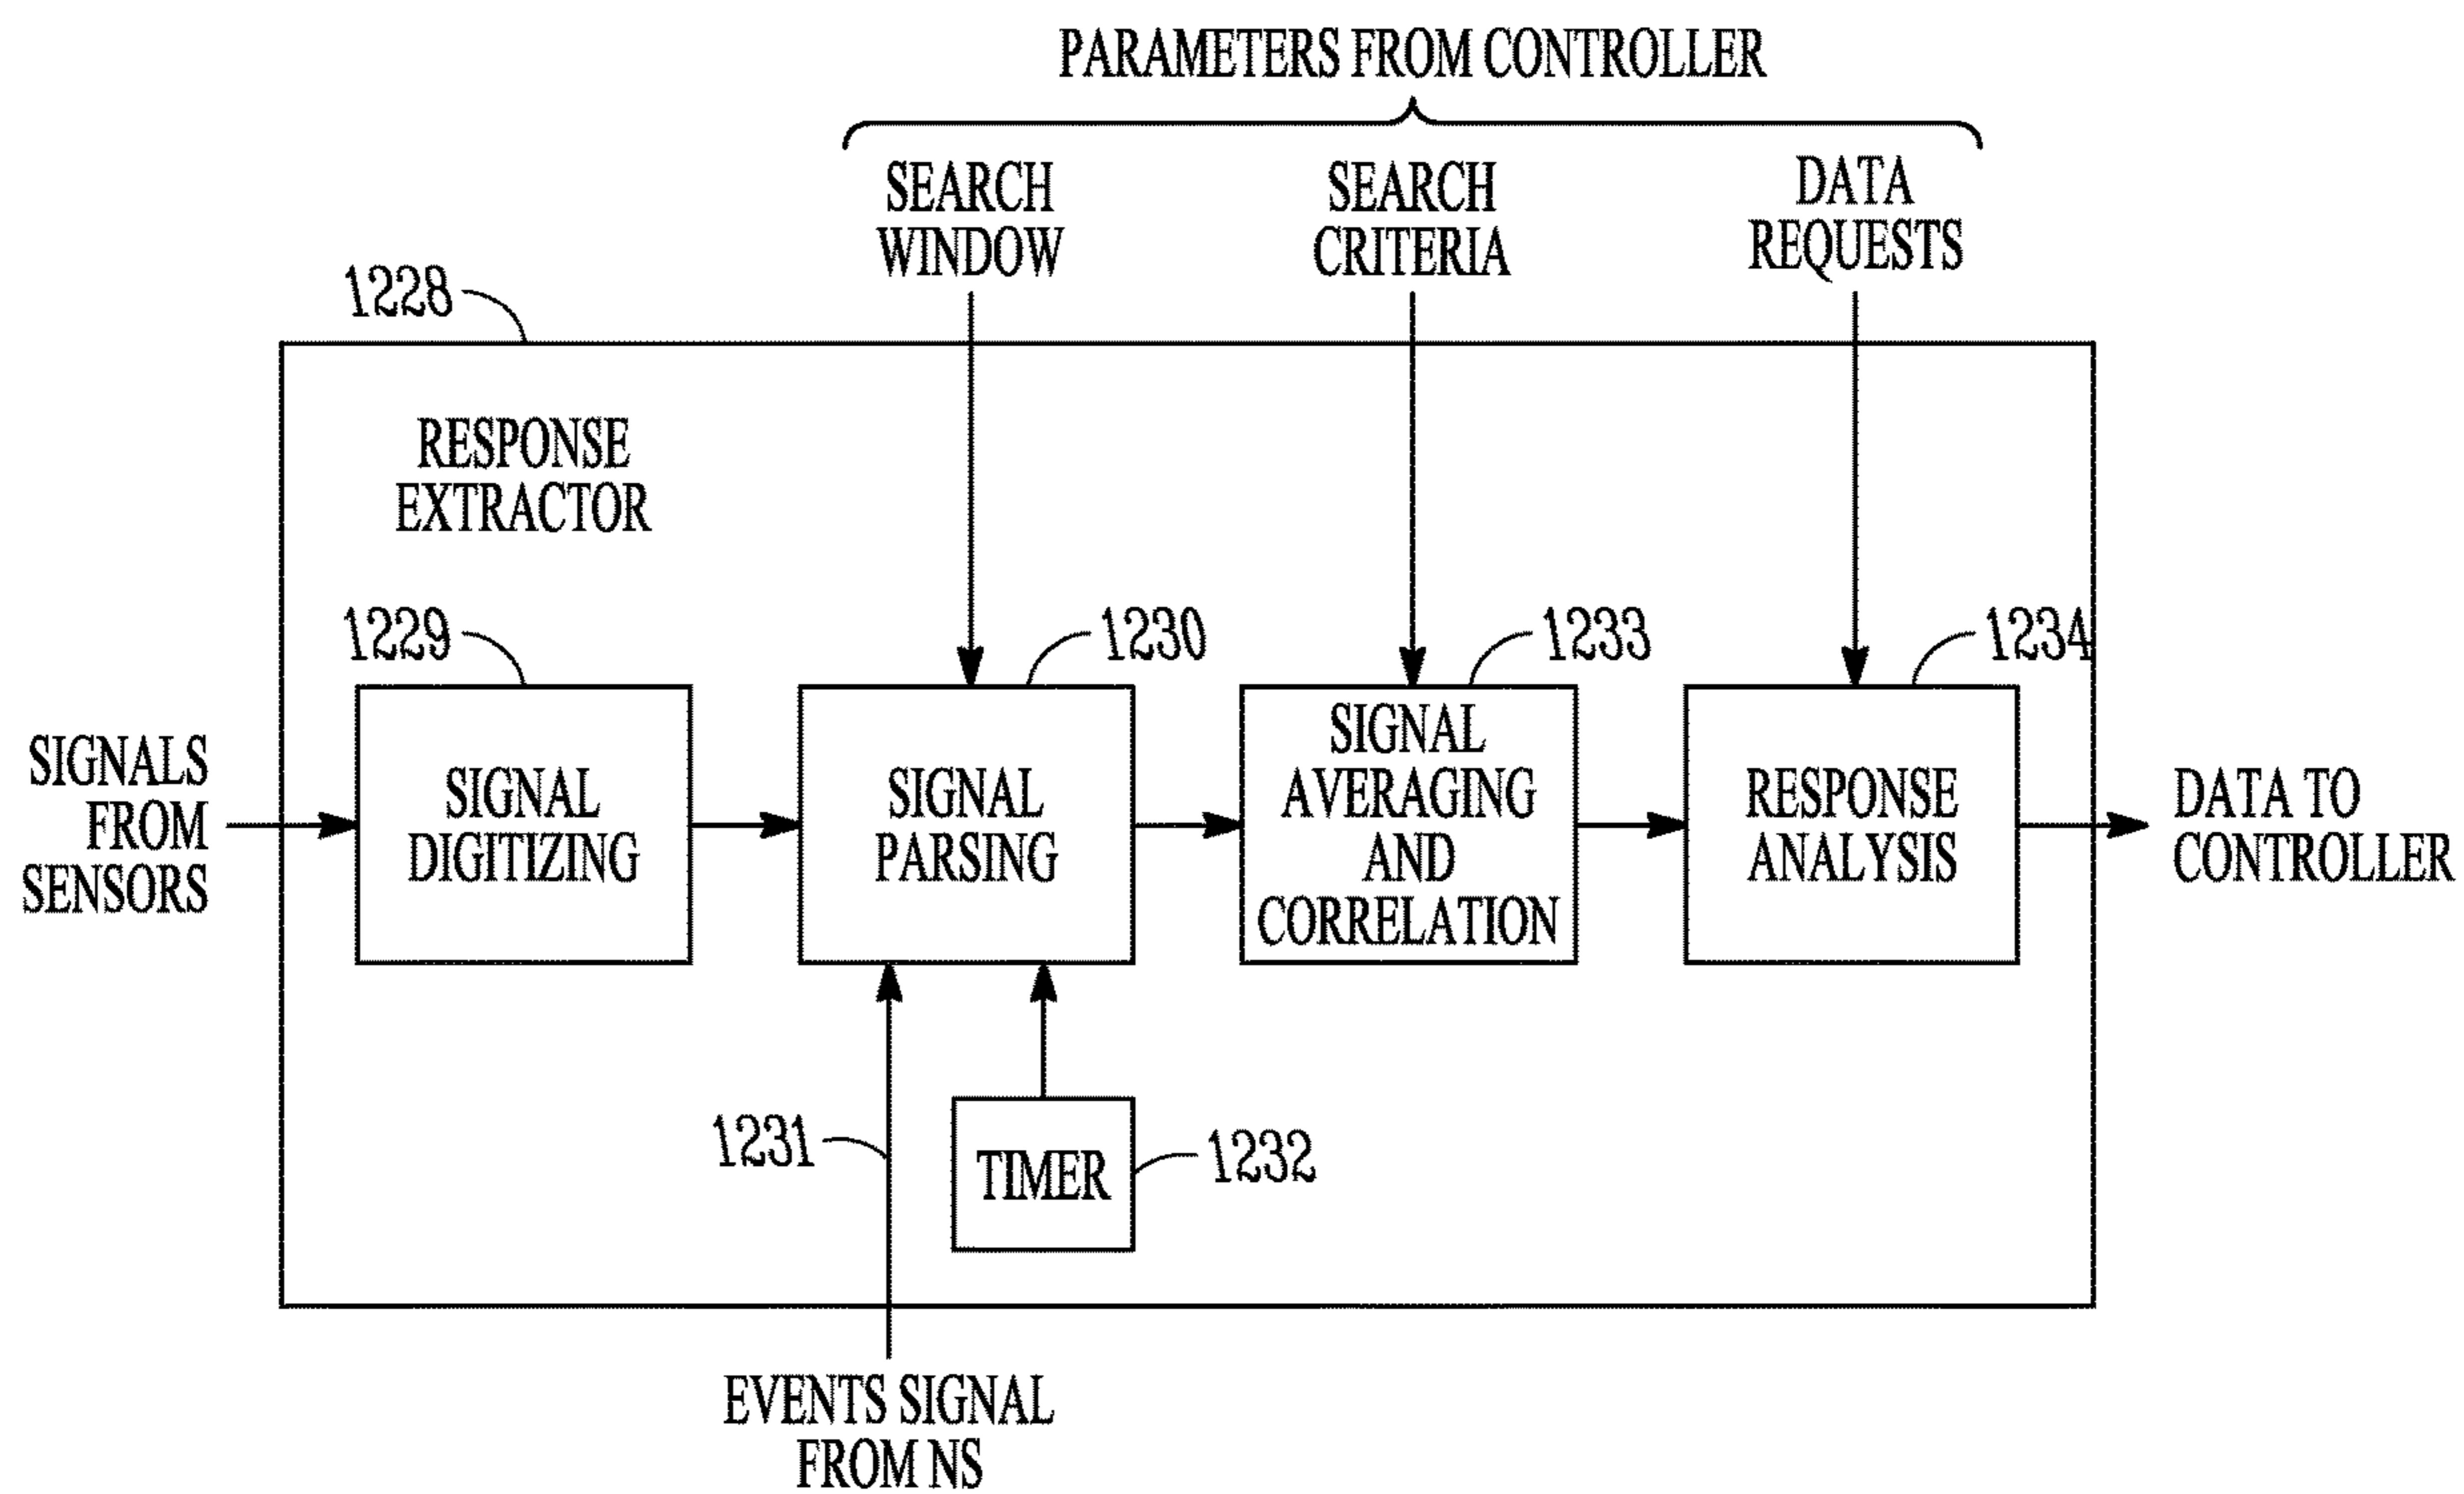 PARAMETERS FROM CONTROLLER
SEARCH
WINDOW
SEARCH
CRITERIA
DATA
REQUESTS
1228
RESPONSE
EXTRACTOR
1229
1230
1233
1234
SIGNALS
FROM
SENSORS
SIGNAL
DIGITIZING
SIGNAL
PARSING
SIGNAL
AVERAGING
AND
CORRELATION
RESPONSE
ANALYSIS
DATA TO
CONTROLLER
1231
TIMER
1232
EVENTS SIGNAL
FROM NS